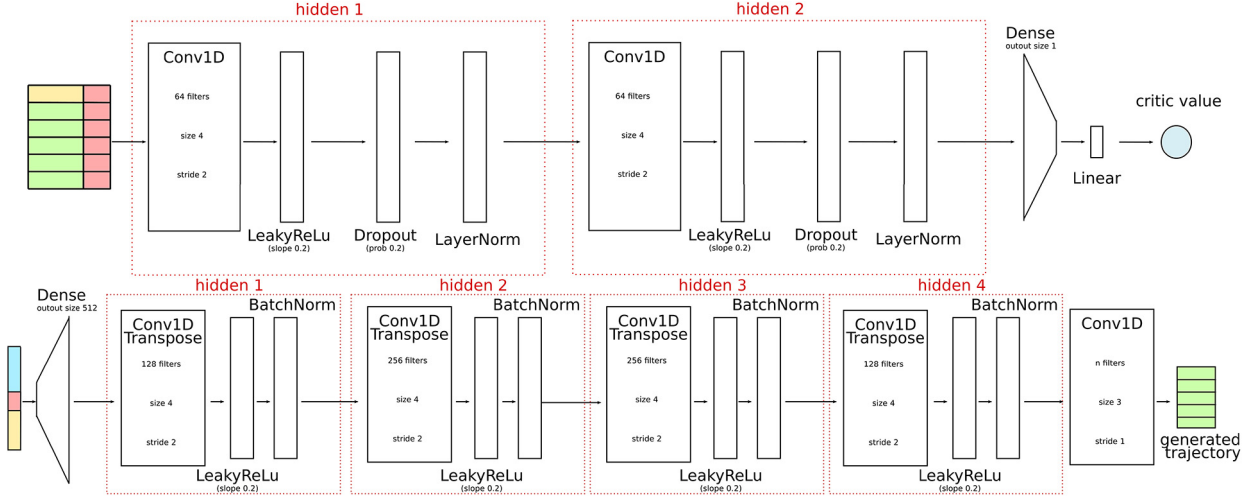 hidden 1
hidden 2
Conv1D
64 filters
size 4
stride 2
LeakyReLu
(slope 0.2)
Dropout
(prob 0.2)
LayerNorm
Conv1D
64 filters
size 4
stride 2
LeakyReLu
(slope 0.2)
Dropout
(prob 0.2)
LayerNorm
Dense
outout size 1
Linear
critic value
Dense
outout size 512
hidden 1
BatchNorm
Conv1D
Transpose
128 filters
size 4
stride 2
LeakyReLu
(slope 0.2)
hidden 2
BatchNorm
Conv1D
Transpose
256 filters
size 4
stride 2
LeakyReLu
(slope 0.2)
hidden 3
BatchNorm
Conv1D
Transpose
256 filters
size 4
stride 2
LeakyReLu
(slope 0.2)
hidden 4
BatchNorm
Conv1D
Transpose
128 filters
size 4
stride 2
LeakyReLu
(slope 0.2)
Conv1D
n filters
size 3
stride 1
generated
trajectory